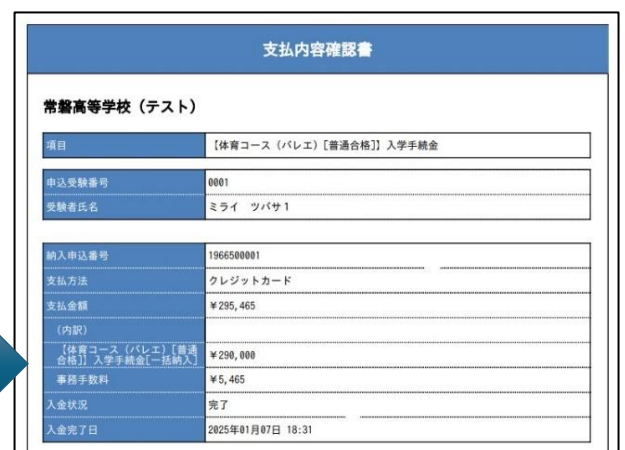 支払内容確認書
常磐高等学校（テスト）
項目 【体育コース（バレエ）[普通合格]】入学手続金
申込受験番号 0001
受験者氏名 ミライ ツバサ１
納入申込番号 1966500001
支払方法 クレジットカード
支払金額 ￥295,465
（内訳）
【体育コース（バレエ）[普通
合格]】入学手続金[一括納入] ￥290,000
事務手数料 ￥5,465
入金状況 完了
入金完了日 2025年01月07日 18:31